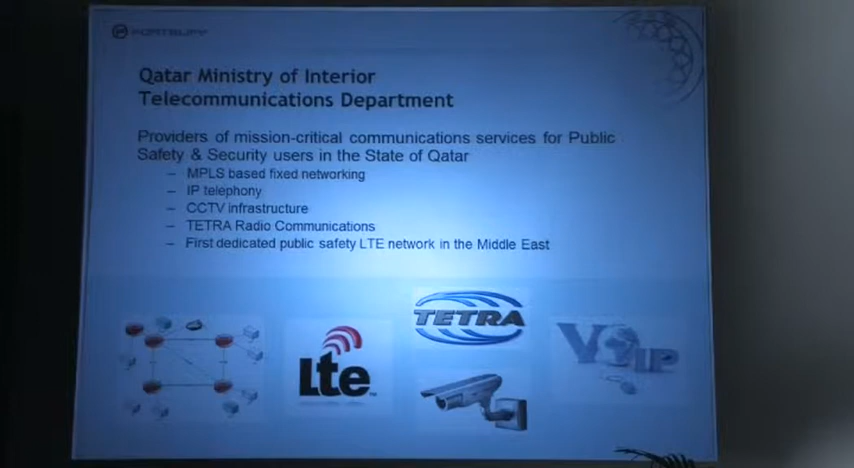 Qatar Ministry of Interior
Telecommunications Department
Providers of mission-critical communications services for Public
Safety & Security users in the State of Qatar
– MPLS based fixed networking
– IP telephony
– CCTV infrastructure
– TETRA Radio Communications
– First dedicated public safety LTE network in the Middle East
TETRA
VOIP
Lte